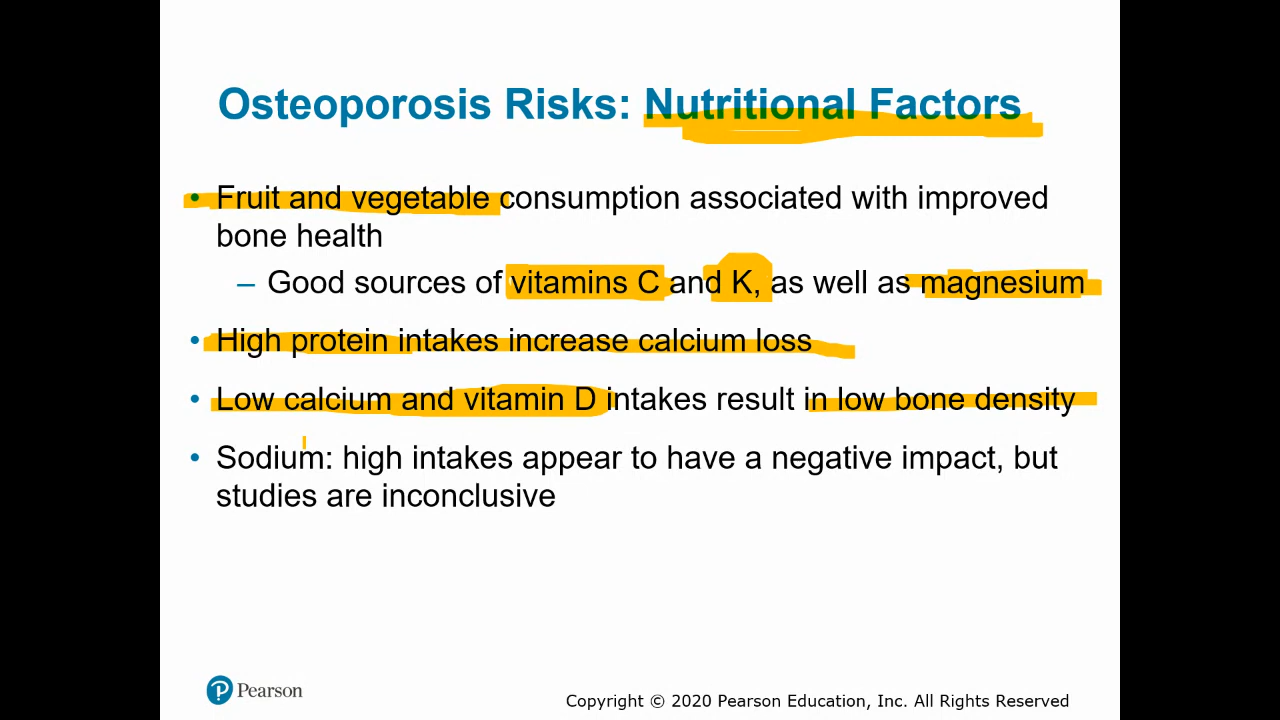 Osteoporosis Risks: Nutritional Factors
• Fruit and vegetable consumption associated with improved
bone health
– Good sources of vitamins C and K, as well as magnesium
• High protein intakes increase calcium loss
• Low calcium and vitamin D intakes result in low bone density
• Sodium: high intakes appear to have a negative impact, but
studies are inconclusive
P Pearson
Copyright © 2020 Pearson Education, Inc. All Rights Reserved